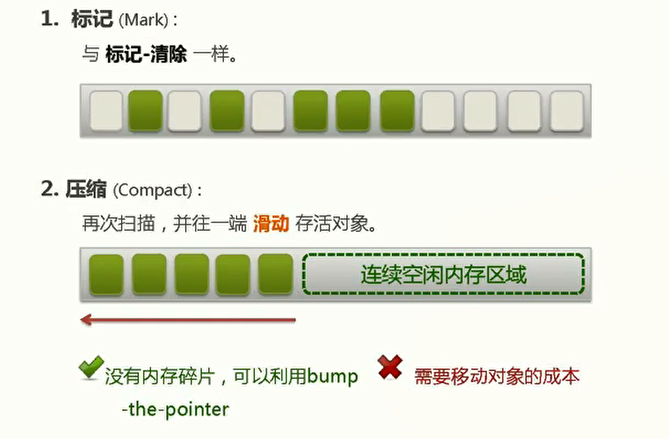 1. 标记 (Mark) :
与 标记-清除 一样。
2. 压缩 (Compact) :
再次扫描，并往一端 滑动 存活对象。
连续空闲内存区域
没有内存碎片，可以利用bump
-the-pointer
需要移动对象的成本